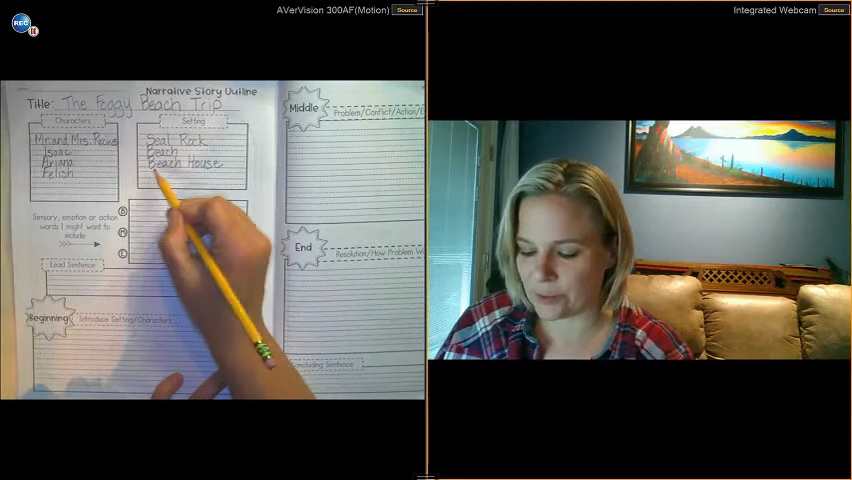 AVerVision 300AF(Motion) Source
Integrated Webcam Source
REC
Narrative Story Outline
Title: The Foggy Beach Trip
Characters
Mr. and Mrs.
Isaac
Ariana
Setting
Seal Rock
Beach
Beach House
Sensory, emotion or action
words I might want to
include
>>>
B
M
E
Lead Sentence
Beginning
Introduce Setting/Characters
Middle
Problem/Conflict/Action/
End
Resolution/How Problem
Concluding Sentence